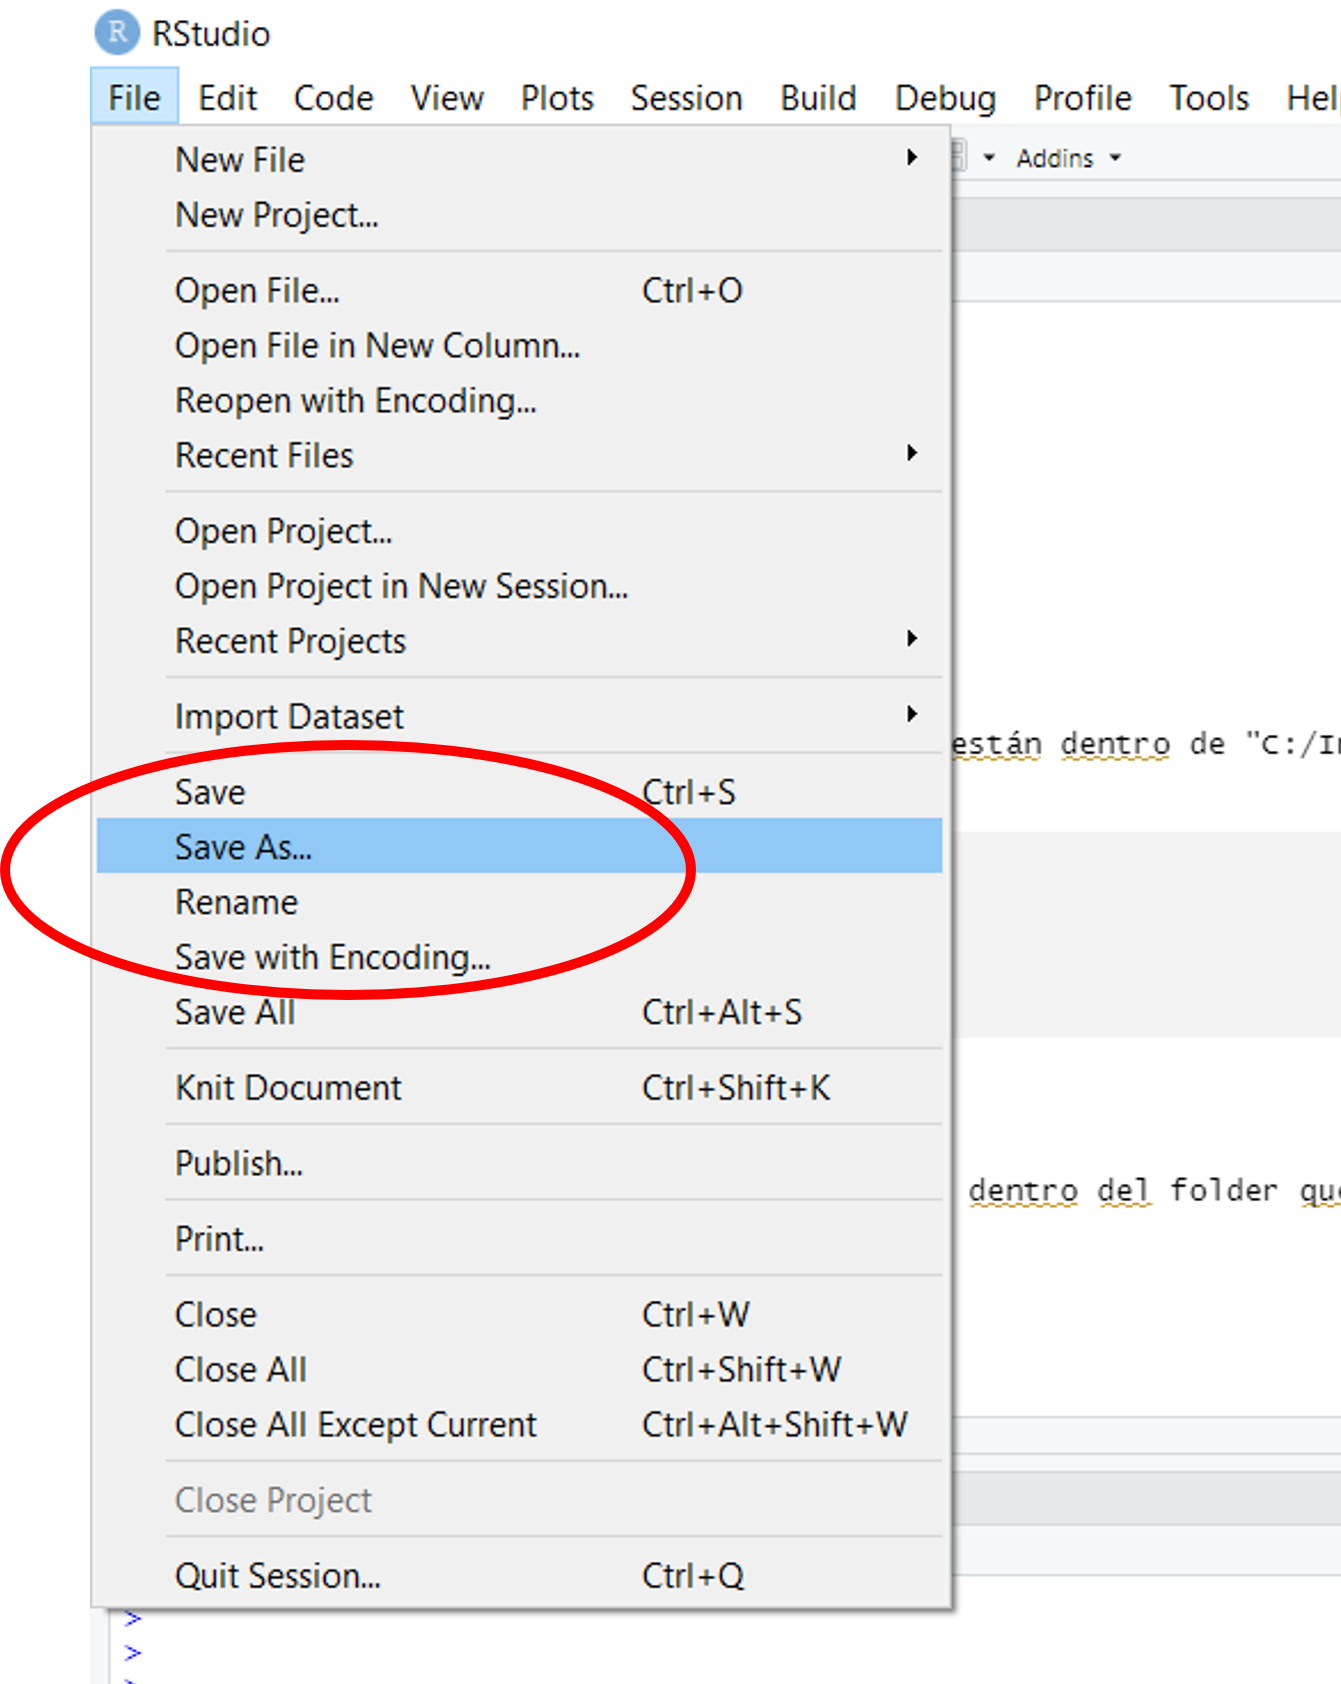 R RStudio
File Edit Code View Plots Session Build Debug Profile Tools
New File
Addins
New Project...
Open File... Ctrl+O
Open File in New Column...
Reopen with Encoding...
Recent Files
Open Project...
Open Project in New Session...
Recent Projects
Import Dataset
están dentro de "C:/
Save Ctrl+S
Save As...
Rename
Save with Encoding...
Save All Ctrl+Alt+S
Knit Document Ctrl+Shift+K
Publish...
dentro del folder
Print...
Close Ctrl+W
Close All Ctrl+Shift+W
Close All Except Current Ctrl+Alt+Shift+W
Close Project
Quit Session... Ctrl+Q
>
>